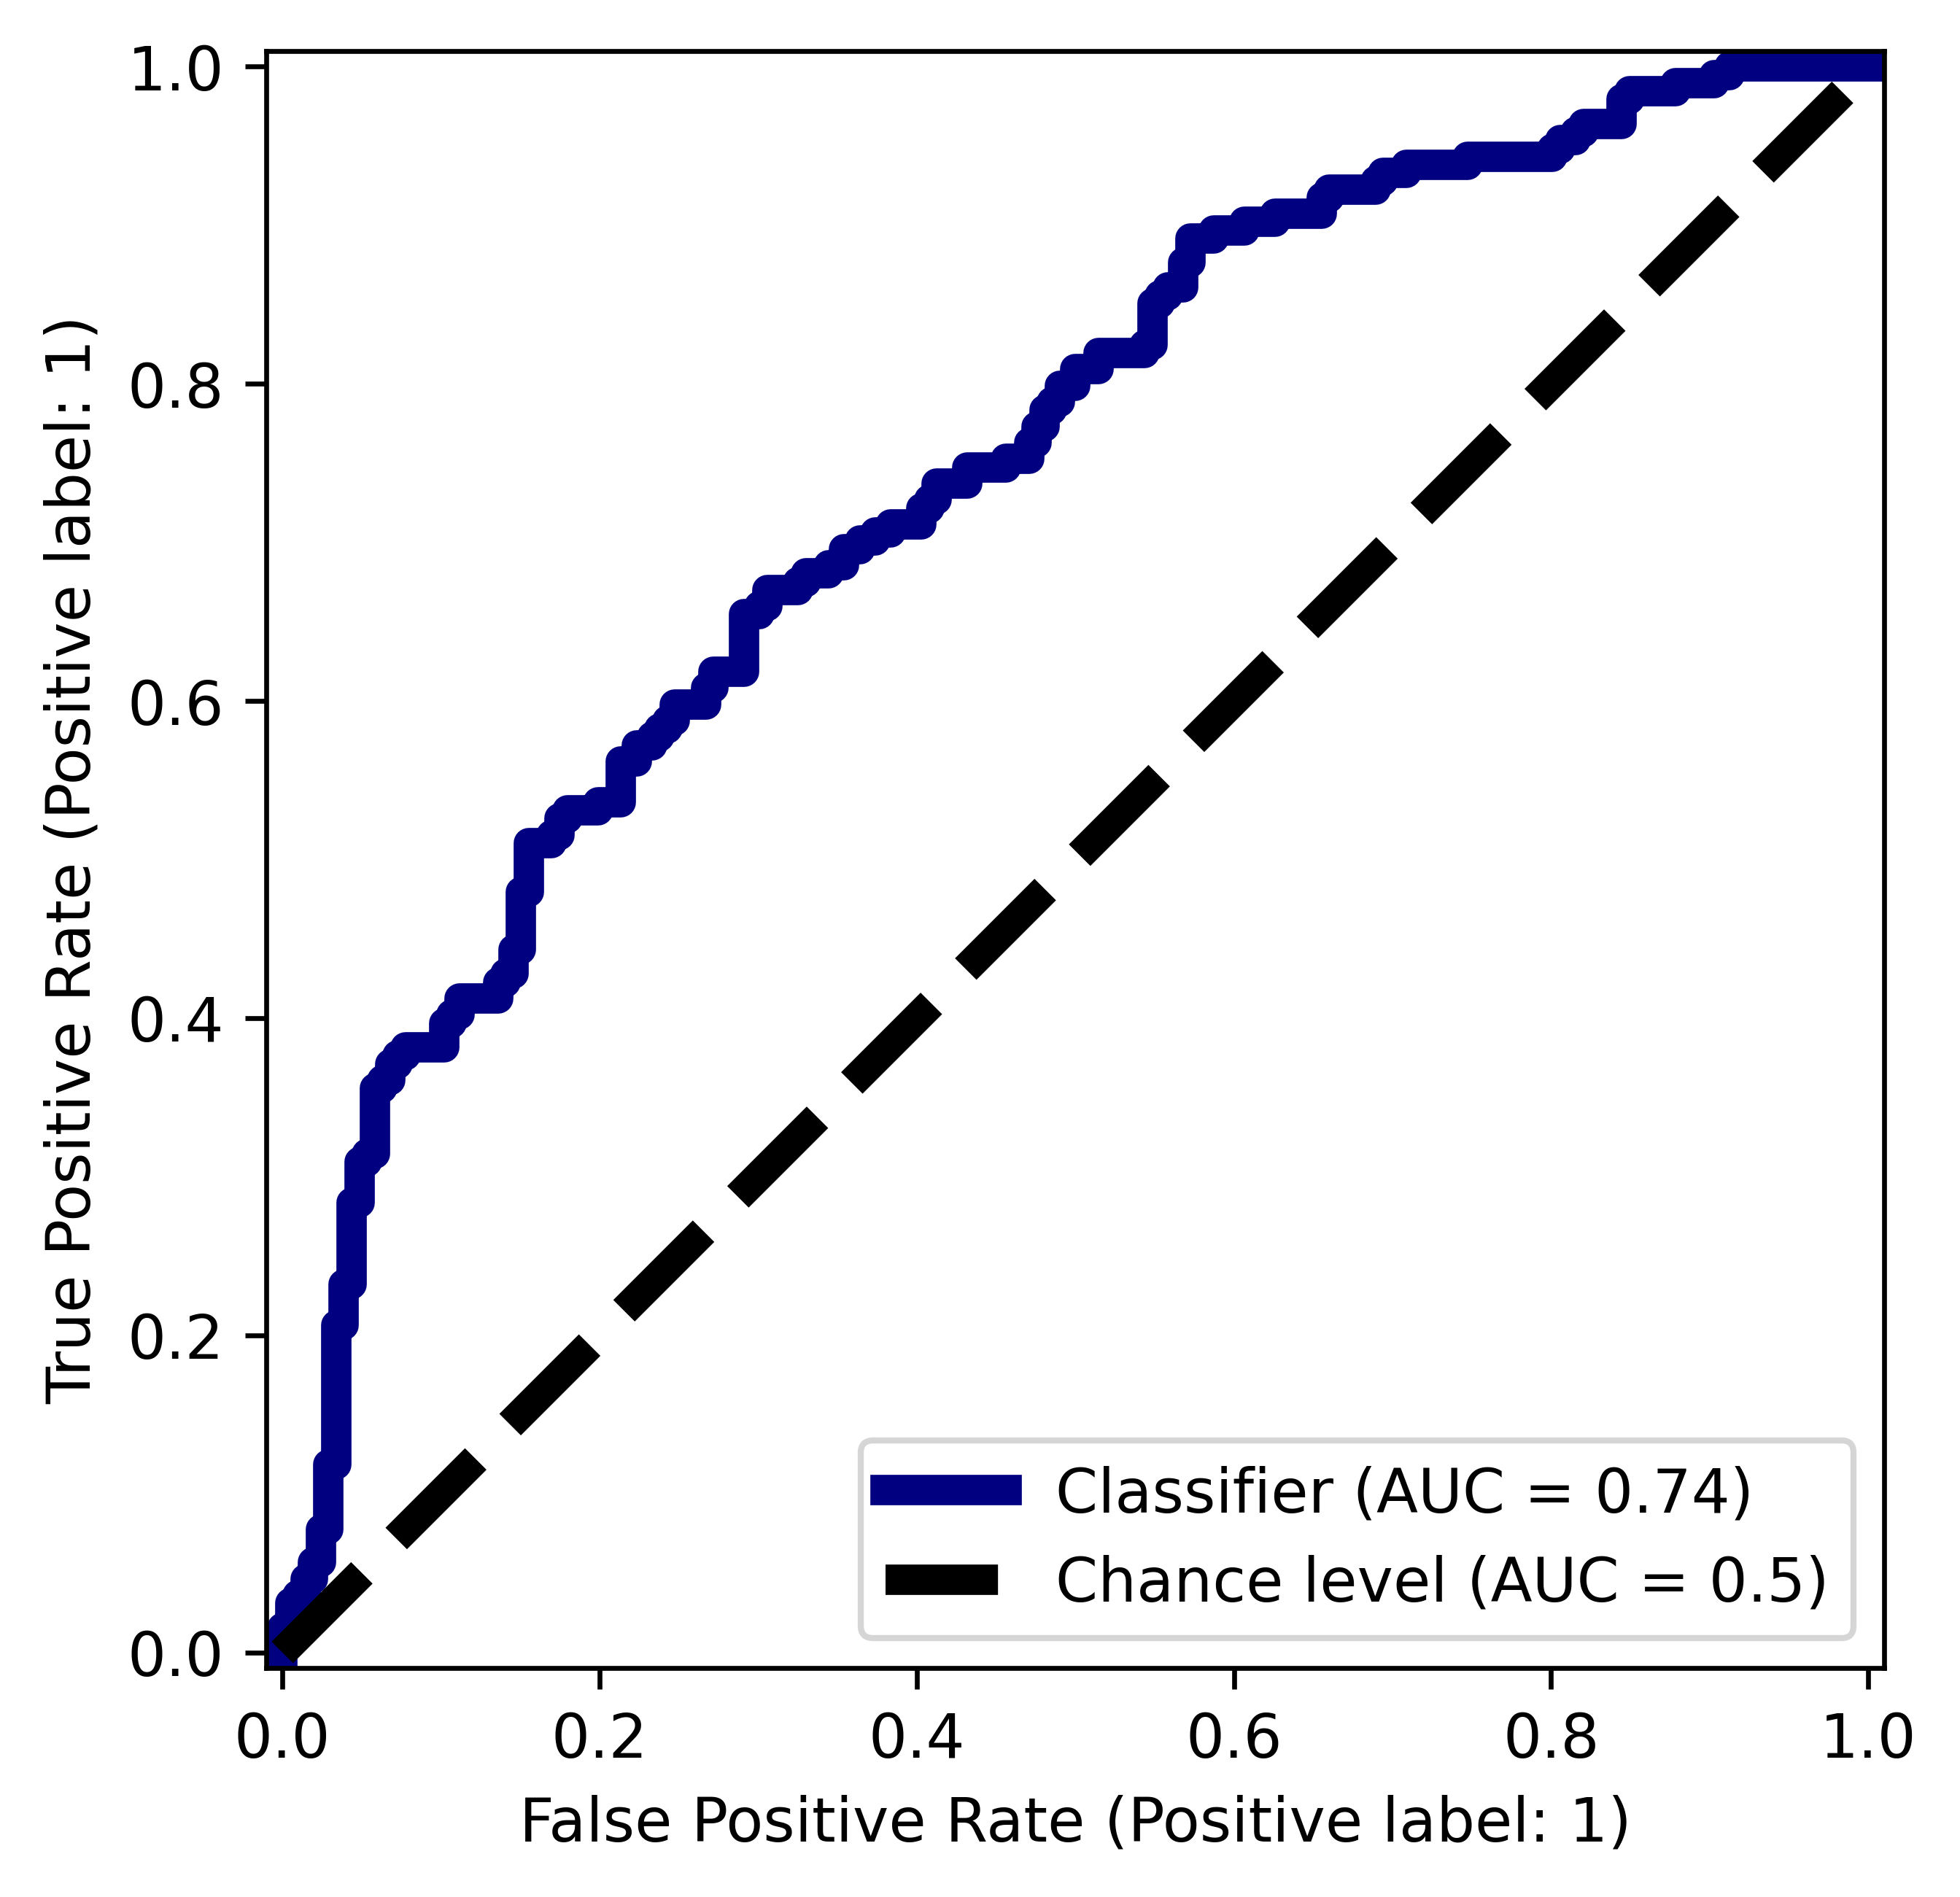 1.0
0.8
0.6
0.4
0.2
0.0
True Positive Rate (Positive label: 1)
Classifier (AUC = 0.74)
Chance level (AUC = 0.5)
0.0 0.2 0.4 0.6 0.8 1.0
False Positive Rate (Positive label: 1)